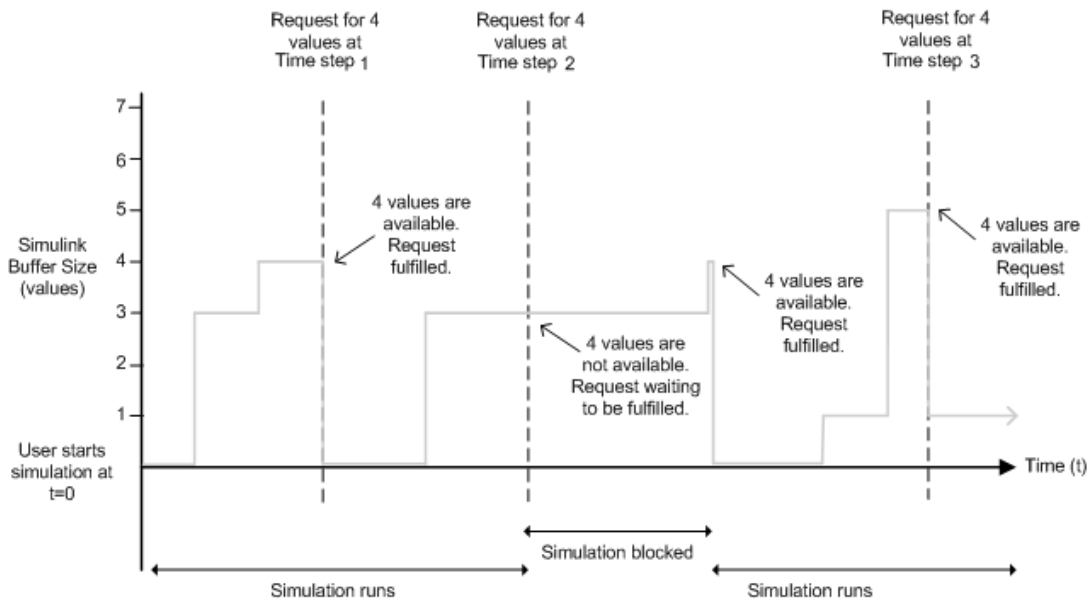 Request for 4
values at
Time step 1
Request for 4
values at
Time step 2
Request for 4
values at
Time step 3
7
6
5
4
3
2
1
Simulink
Buffer Size
(values)
4 values are
available.
Request
fulfilled.
4 values are
not available.
Request waiting
to be fulfilled.
4 values are
available.
Request
fulfilled.
4 values are
available.
Request
fulfilled.
User starts
simulation at
t=0
Time (t)
Simulation blocked
Simulation runs
Simulation runs